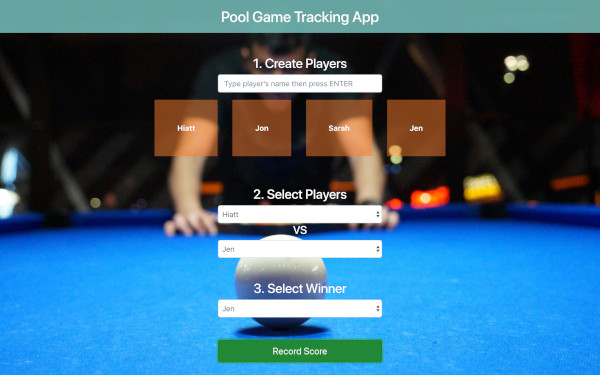 Pool Game Tracking App
1. Create Players
Type player's name then press ENTER
Hiatt
Jon
Sarah
Jen
2. Select Players
Hiatt
VS
Jen
3. Select Winner
Jen
Record Score